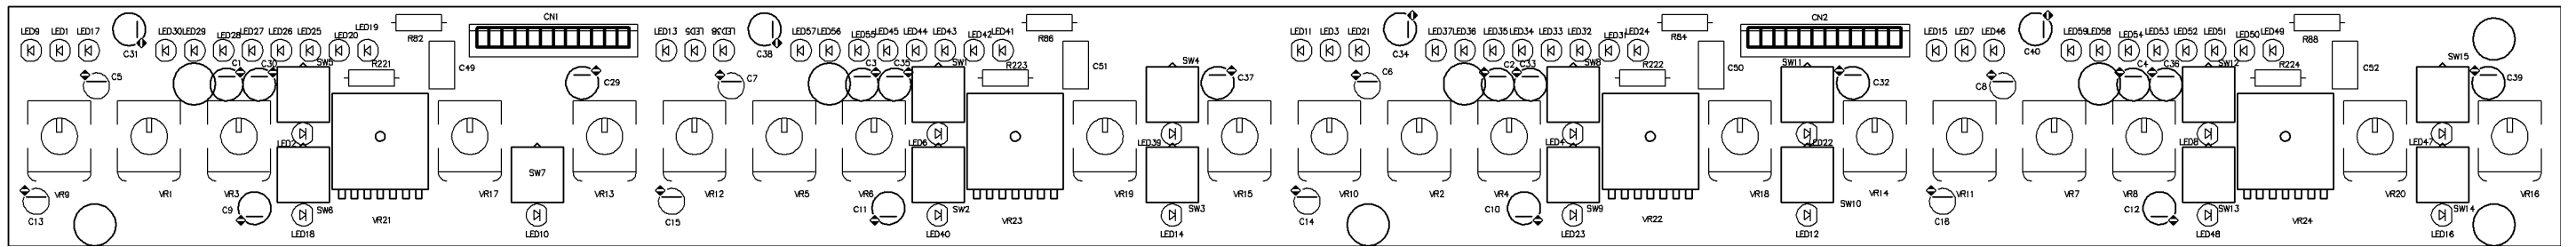 LED9 LED1 LED17 C31 LED30 LED29 LED28 LED27 LED26 LED25 LED20 LED19 R82 CN1
LED13 LED5 LED38 C38 LED57 LED56 LED55 LED45 LED44 LED43 LED42 LED41 R86
LED11 LED3 LED21 C34 LED37 LED36 LED35 LED34 LED33 LED32 LED31 LED24 R84 CN2
LED15 LED7 LED46 C40 LED59 LED58 LED54 LED53 LED52 LED51 LED50 LED49 R88
C5 C1 C30 SW5 R221 C49 C29
C7 C3 C35 SW1 R223 C51 SW4 C37
C6 C2 C33 SW8 R222 C50 SW11 C32
C8 C4 C36 SW12 R224 C52 SW15 C39
LED2 SW7 LED6 LED39 LED4 LED22 LED8 LED47
VR9 VR1 VR3 VR17 VR13
VR12 VR5 VR6 VR19 VR15
VR10 VR2 VR4 VR18 VR14
VR11 VR7 VR8 VR20 VR16
C13 C9 SW6 VR21
C15 C11 SW2 VR23 SW3
C14 C10 SW9 VR22 SW10
C16 C12 SW13 VR24 SW14
LED18 LED10 LED40 LED14 LED23 LED12 LED48 LED16